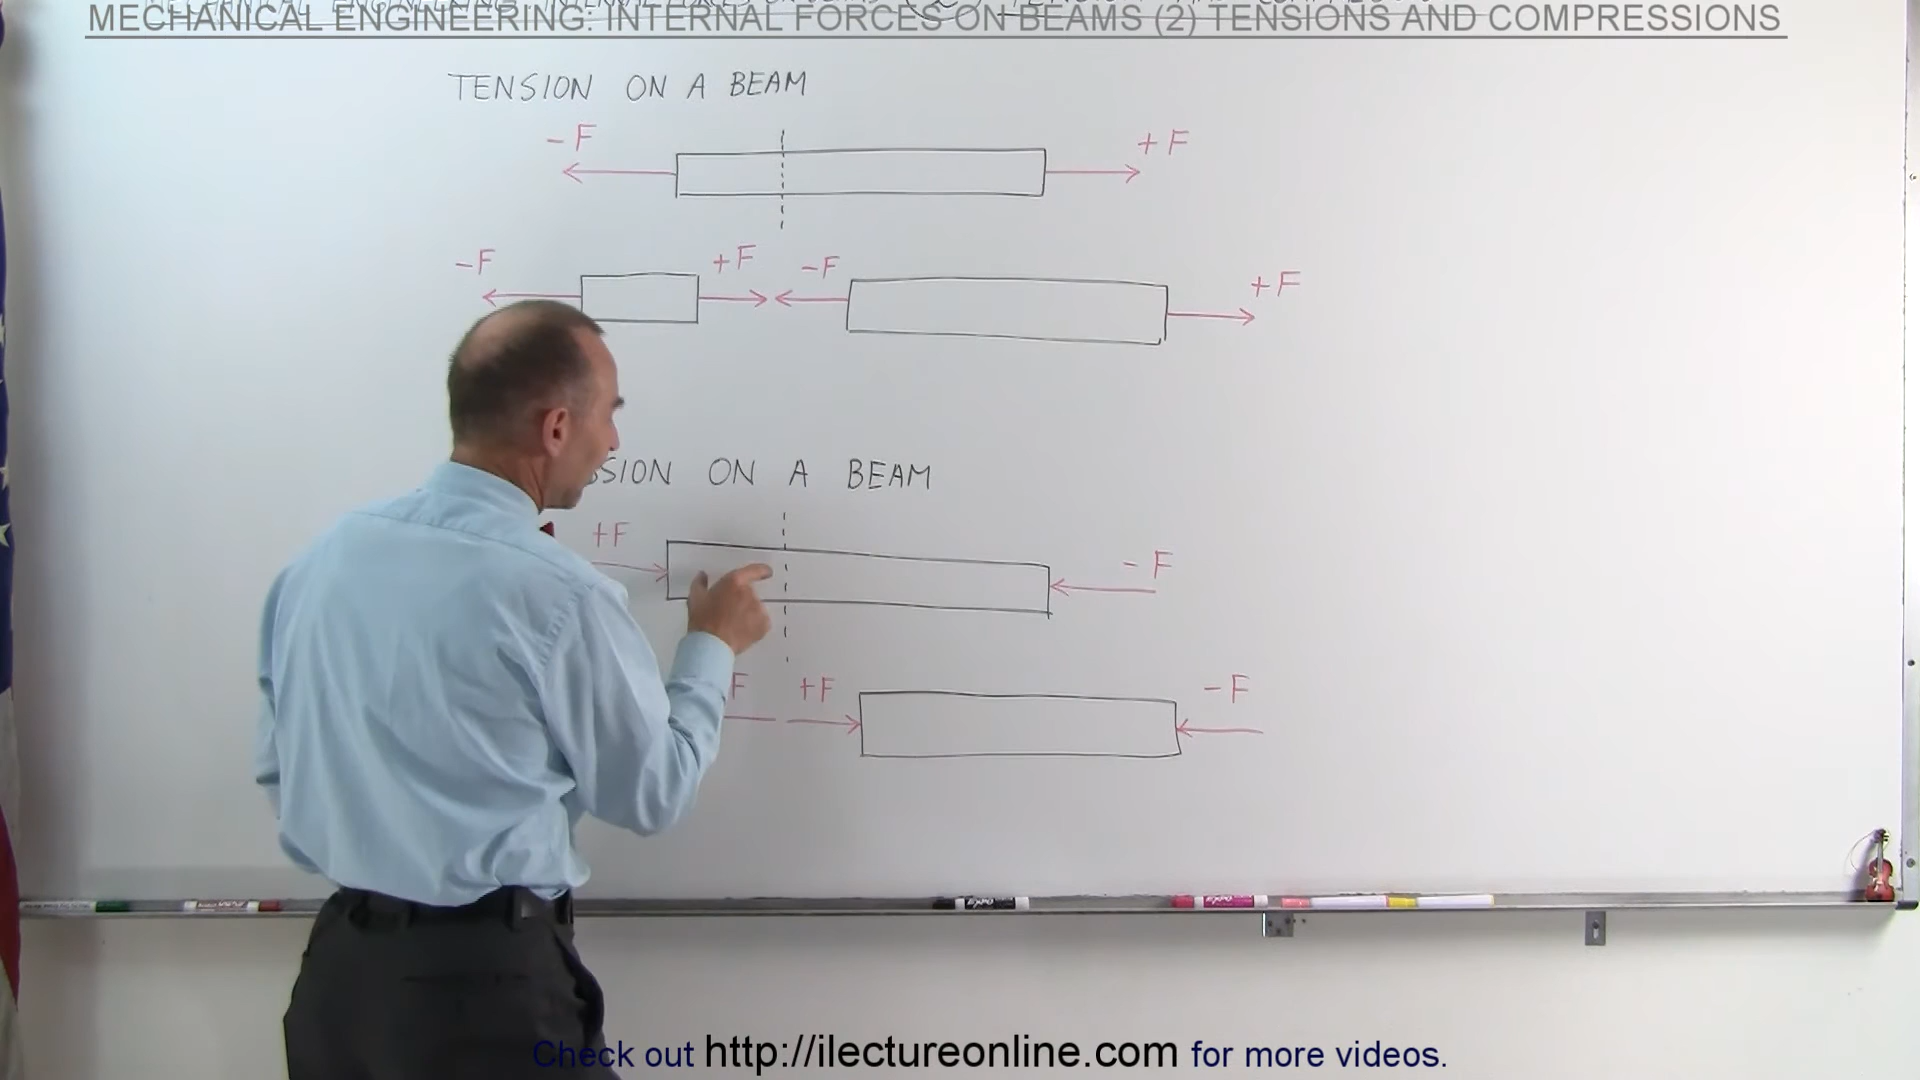 MECHANICAL ENGINEERING: INTERNAL FORCES ON BEAMS (2) TENSIONS AND COMPRESSIONS
TENSION ON A BEAM
-F
+F
-F
+F
-F
+F
SSION ON A BEAM
+F
-F
F
+F
-F
Check out http://ilectureonline.com for more videos.